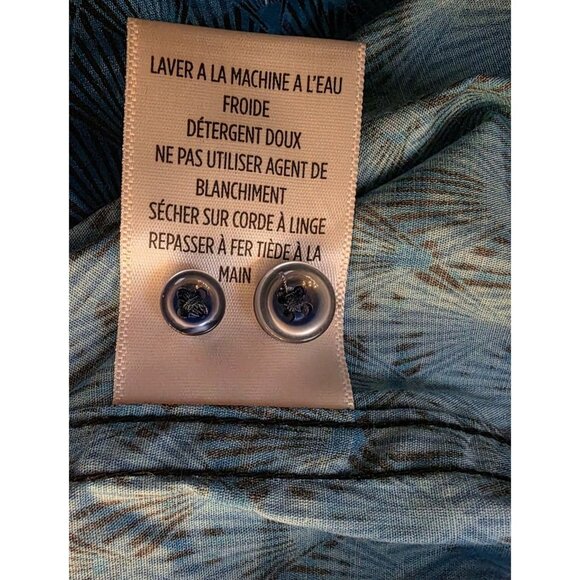 LAVER A LA MACHINE A L'EAU
FROIDE
DÉTERGENT DOUX
NE PAS UTILISER AGENT DE
BLANCHIMENT
SÉCHER SUR CORDE À LINGE
REPASSER À FER TIÈDE À LA
MAIN